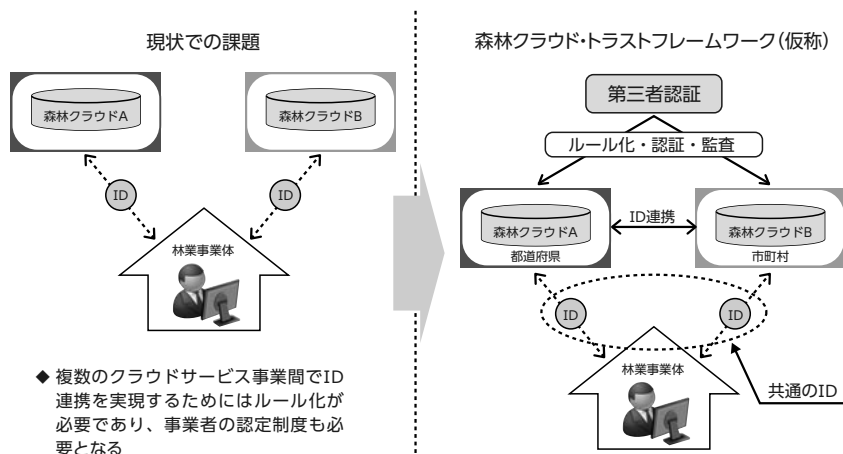 現状での課題
森林クラウドA
森林クラウドB
ID
ID
林業事業体
◆ 複数のクラウドサービス事業間でID
連携を実現するためにはルール化が
必要であり、事業者の認定制度も必
要となる
森林クラウド・トラストフレームワーク（仮称）
第三者認証
ルール化・認証・監査
森林クラウドA
都道府県
ID連携
森林クラウドB
市町村
ID
ID
林業事業体
共通のID